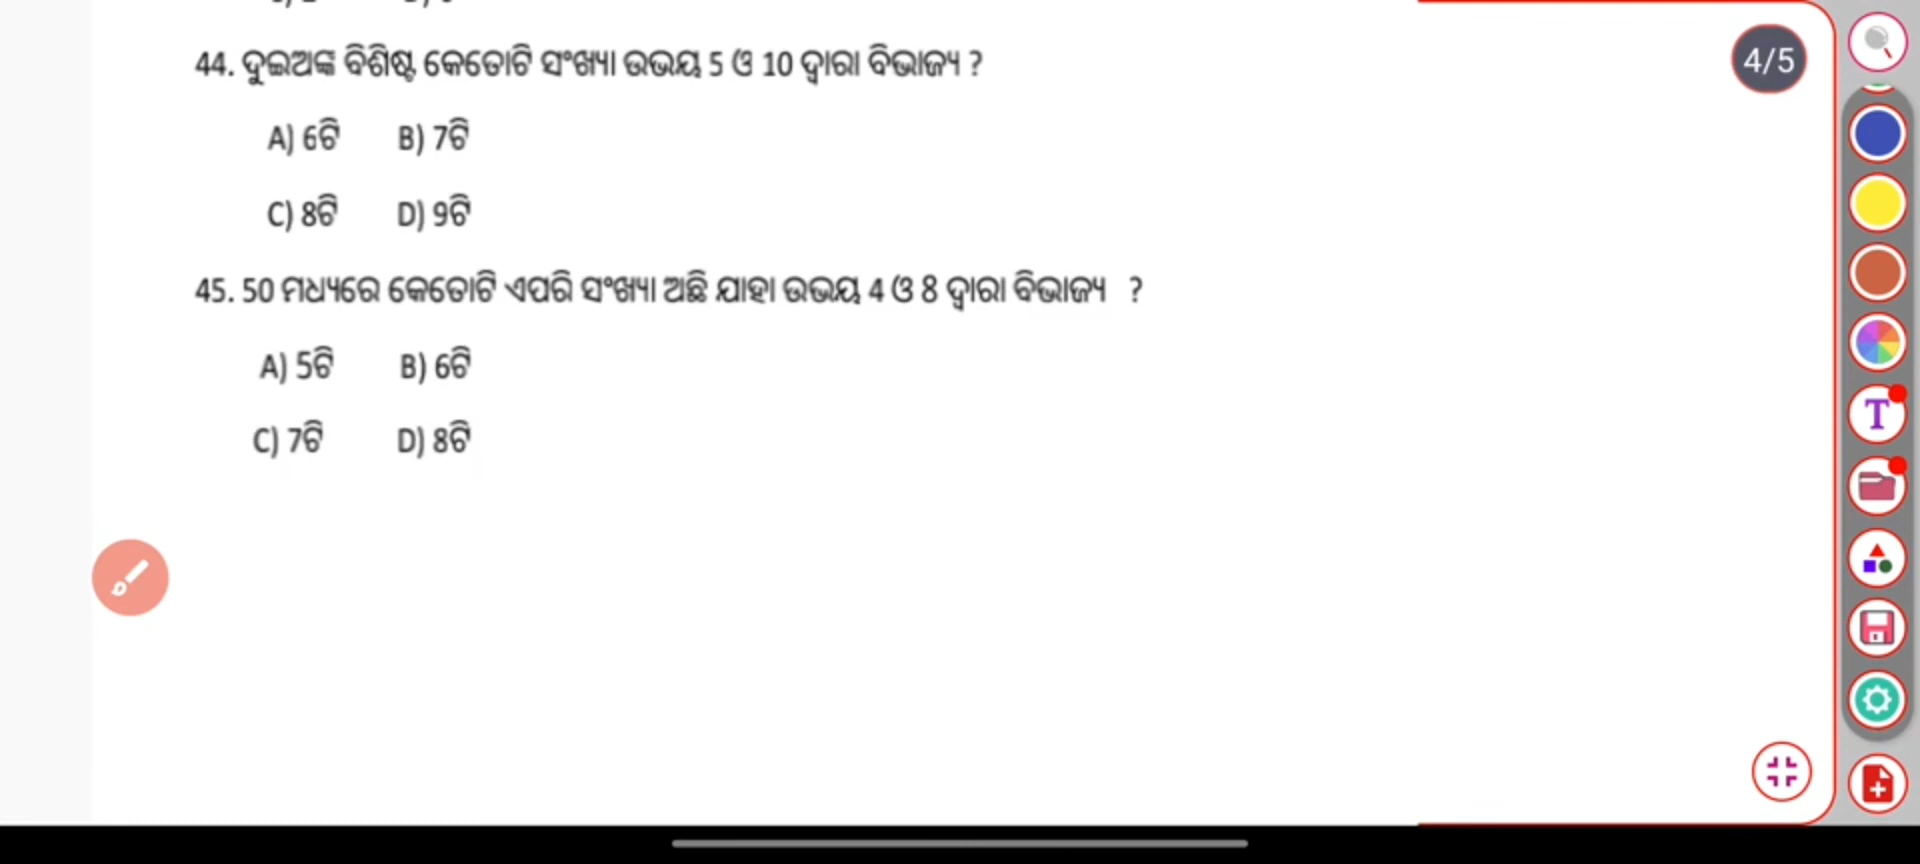 44. ଦୁଇଅଙ୍କ ବିଶିଷ୍ଟ କେତୋଟି ସଂଖ୍ୟା ଉଭୟ 5 ଓ 10 ଦ୍ୱାରା ବିଭାଜ୍ୟ ?
A) 6ଟି B) 7ଟି
C) 8ଟି D) 9ଟି
45. 50 ମଧ୍ୟରେ କେତୋଟି ଏପରି ସଂଖ୍ୟା ଅଛି ଯାହା ଉଭୟ 4 ଓ 8 ଦ୍ୱାରା ବିଭାଜ୍ୟ ?
A) 5ଟି B) 6ଟି
C) 7ଟି D) 8ଟି
4/5
T